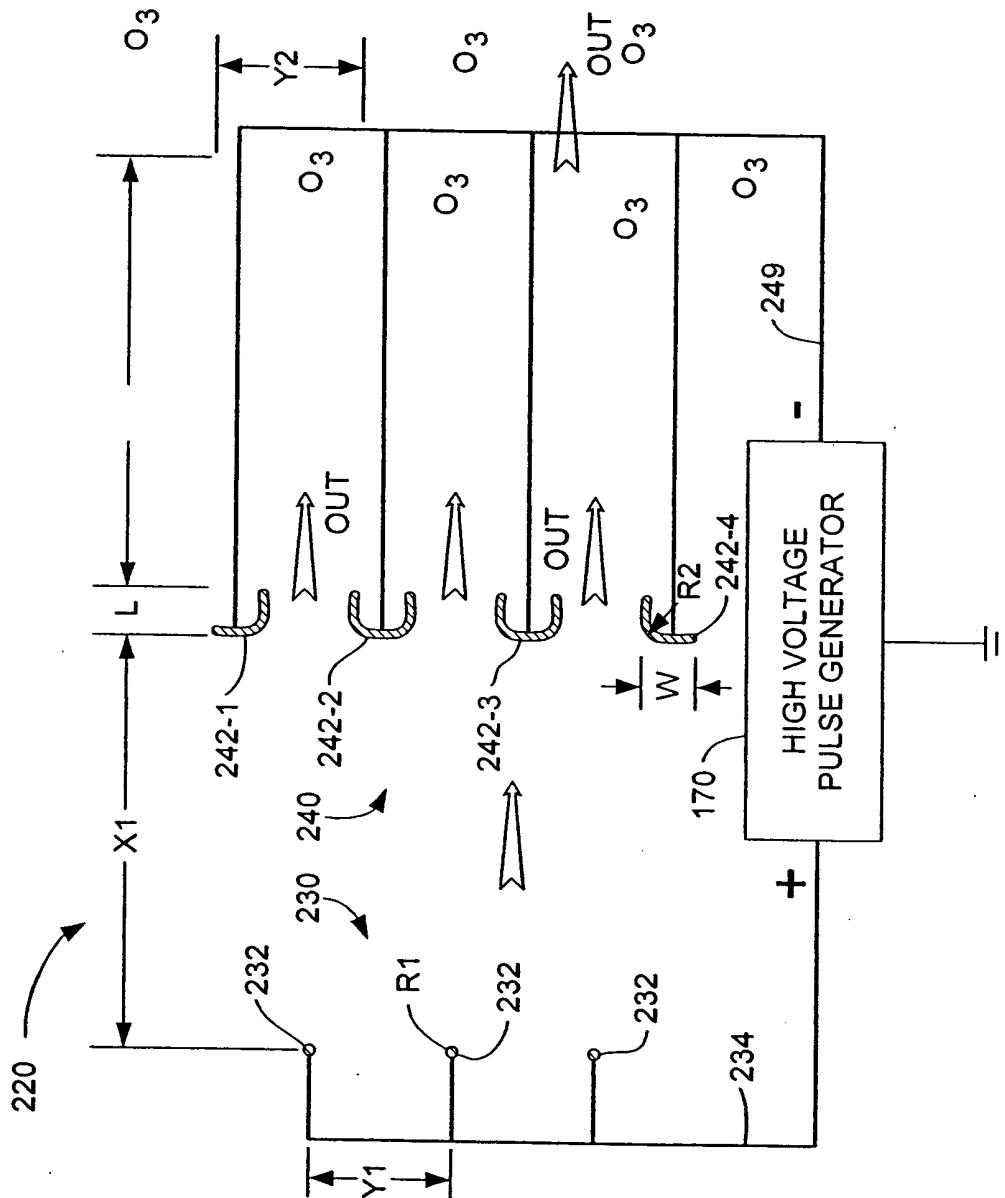 220
X1
L
O3
Y2
O3
OUT
O3
O3
O3
O3
O3
OUT
OUT
242-1
242-2
242-3
242-4
R2
W
240
230
232
R1
232
232
Y1
234
+
-
249
170
HIGH VOLTAGE
PULSE GENERATOR